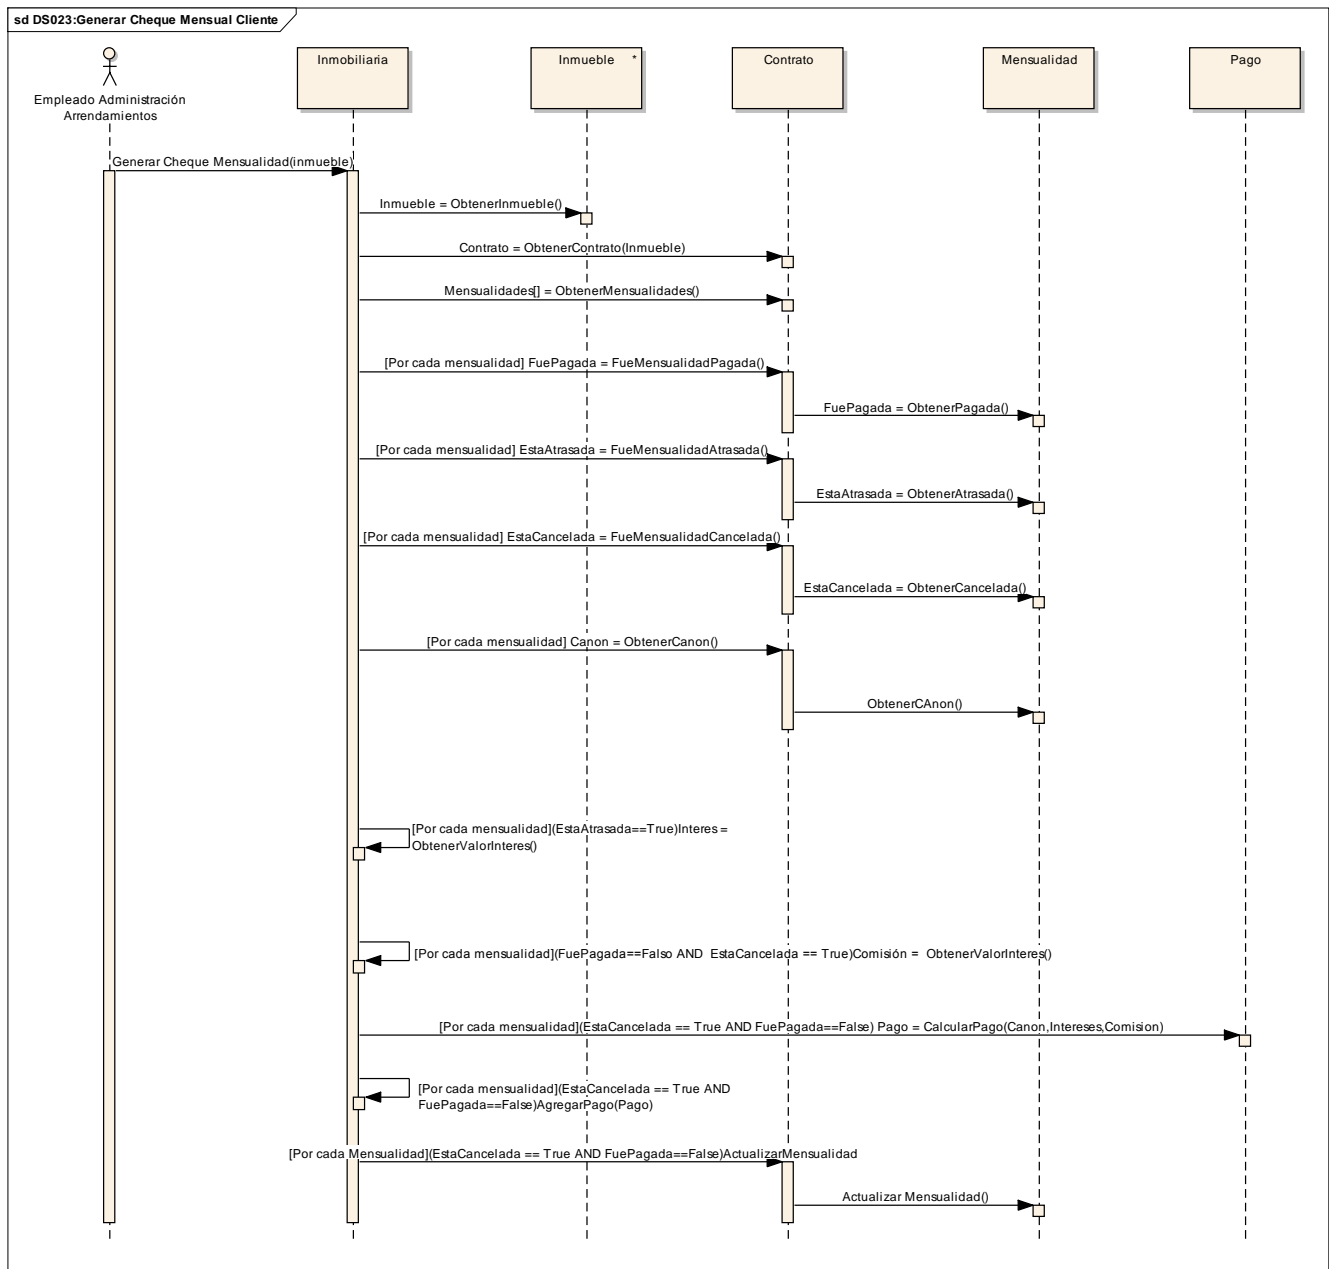 sd DS023:Generar Cheque Mensual Cliente
Empleado Administración
Arrendamientos
Inmobiliaria
Inmueble *
Contrato
Mensualidad
Pago
Generar Cheque Mensualidad(inmueble)
Inmueble = ObtenerInmueble()
Contrato = ObtenerContrato(Inmueble)
Mensualidades[] = ObtenerMensualidades()
[Por cada mensualidad] FuePagada = FueMensualidadPagada()
FuePagada = ObtenerPagada()
[Por cada mensualidad] EstaAtrasada = FueMensualidadAtrasada()
EstaAtrasada = ObtenerAtrasada()
[Por cada mensualidad] EstaCancelada = FueMensualidadCancelada()
EstaCancelada = ObtenerCancelada()
[Por cada mensualidad] Canon = ObtenerCanon()
ObtenerCAnon()
[Por cada mensualidad](EstaAtrasada==True)Interes =
ObtenerValorInteres()
[Por cada mensualidad](FuePagada==Falso AND EstaCancelada == True)Comisión = ObtenerValorInteres()
[Por cada mensualidad](EstaCancelada == True AND FuePagada==False) Pago = CalcularPago(Canon,Intereses,Comision)
[Por cada mensualidad](EstaCancelada == True AND
FuePagada==False)AgregarPago(Pago)
[Por cada Mensualidad](EstaCancelada == True AND FuePagada==False)ActualizarMensualidad
Actualizar Mensualidad()